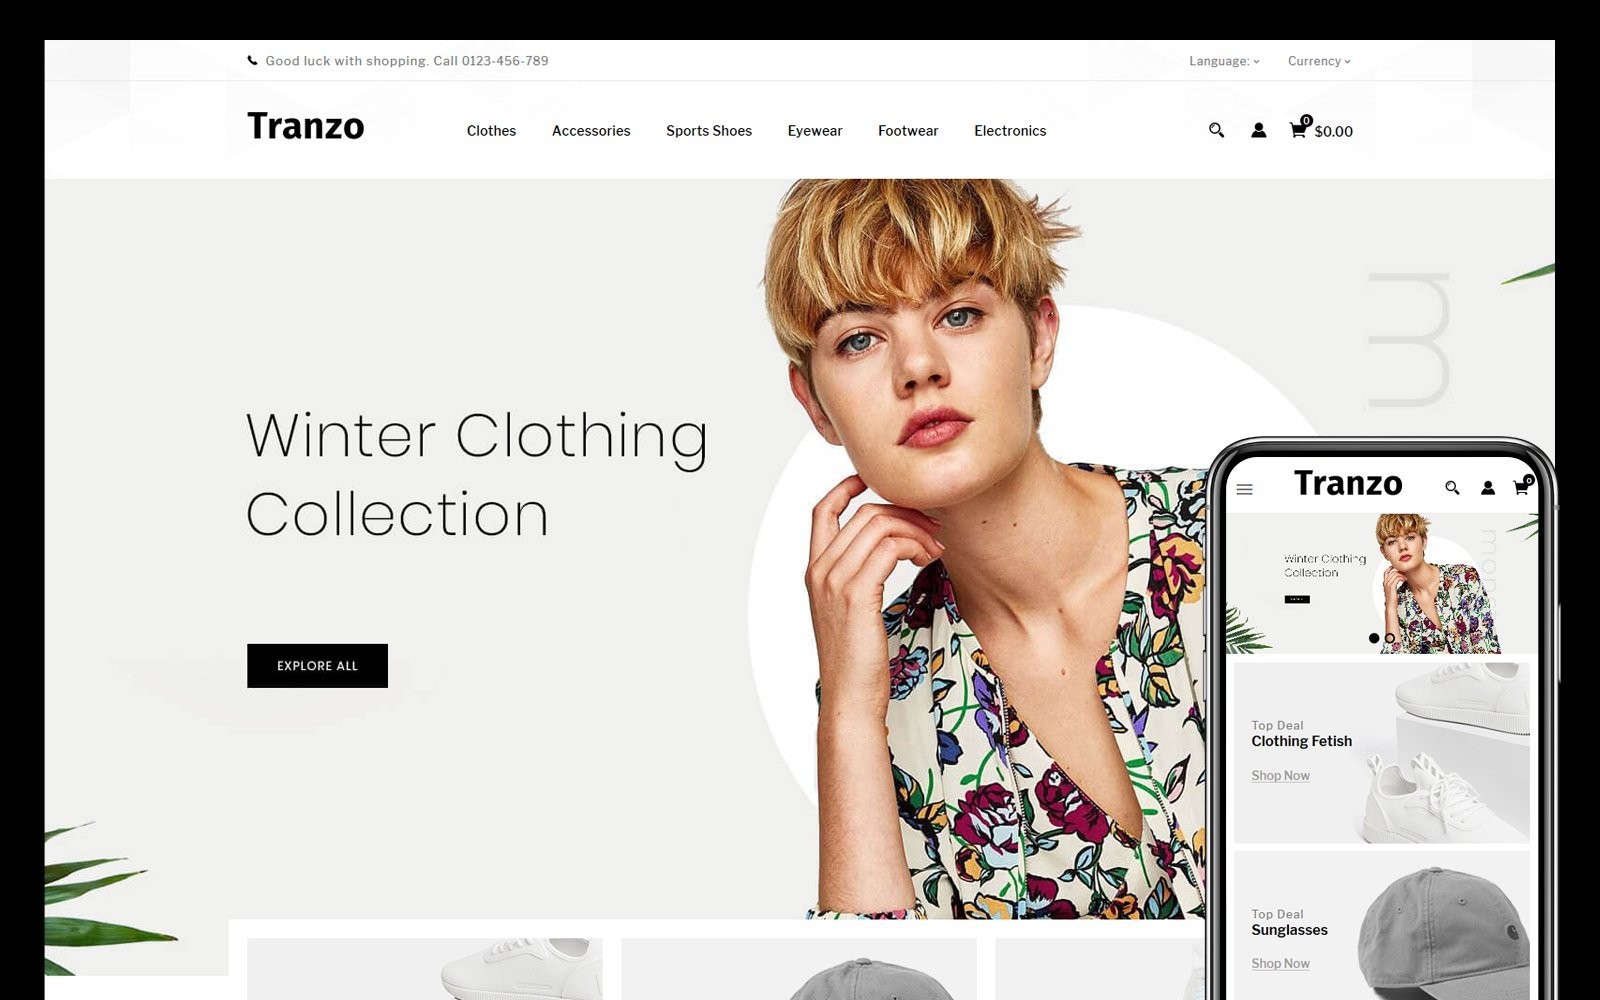 Good luck with shopping. Call 0123-456-789
Language:
Currency
Tranzo
Clothes
Accessories
Sports Shoes
Eyewear
Footwear
Electronics
0
$0.00
m
Winter Clothing
Collection
EXPLORE ALL
Tranzo
0
Winter Clothing
Collection
Top Deal
Clothing Fetish
Shop Now
Top Deal
Sunglasses
Shop Now